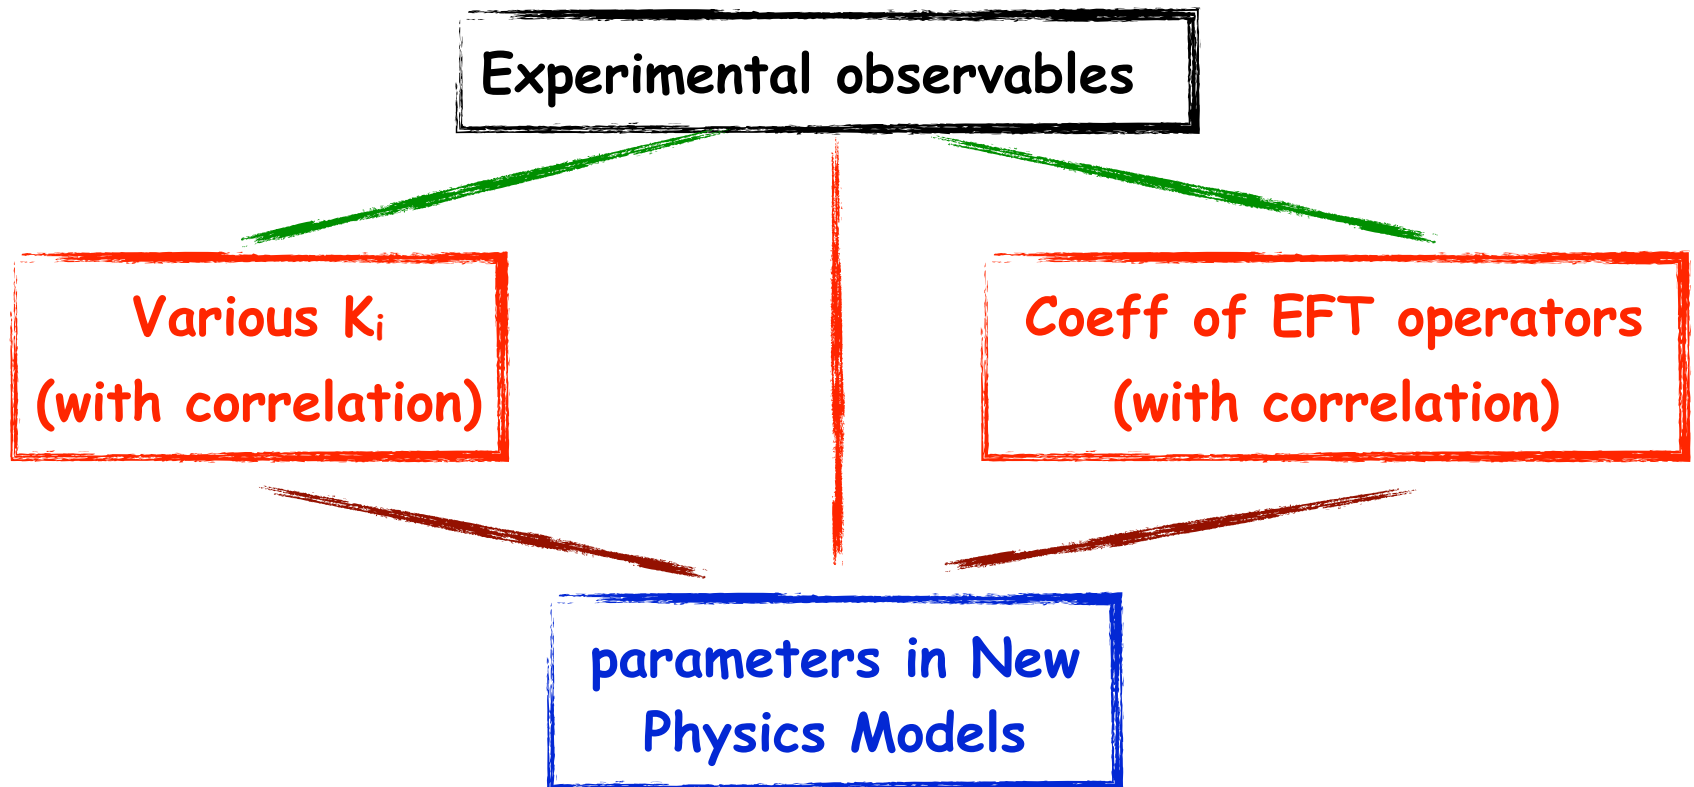 Experimental observables
Various Kᵢ
(with correlation)
Coeff of EFT operators
(with correlation)
parameters in New
Physics Models